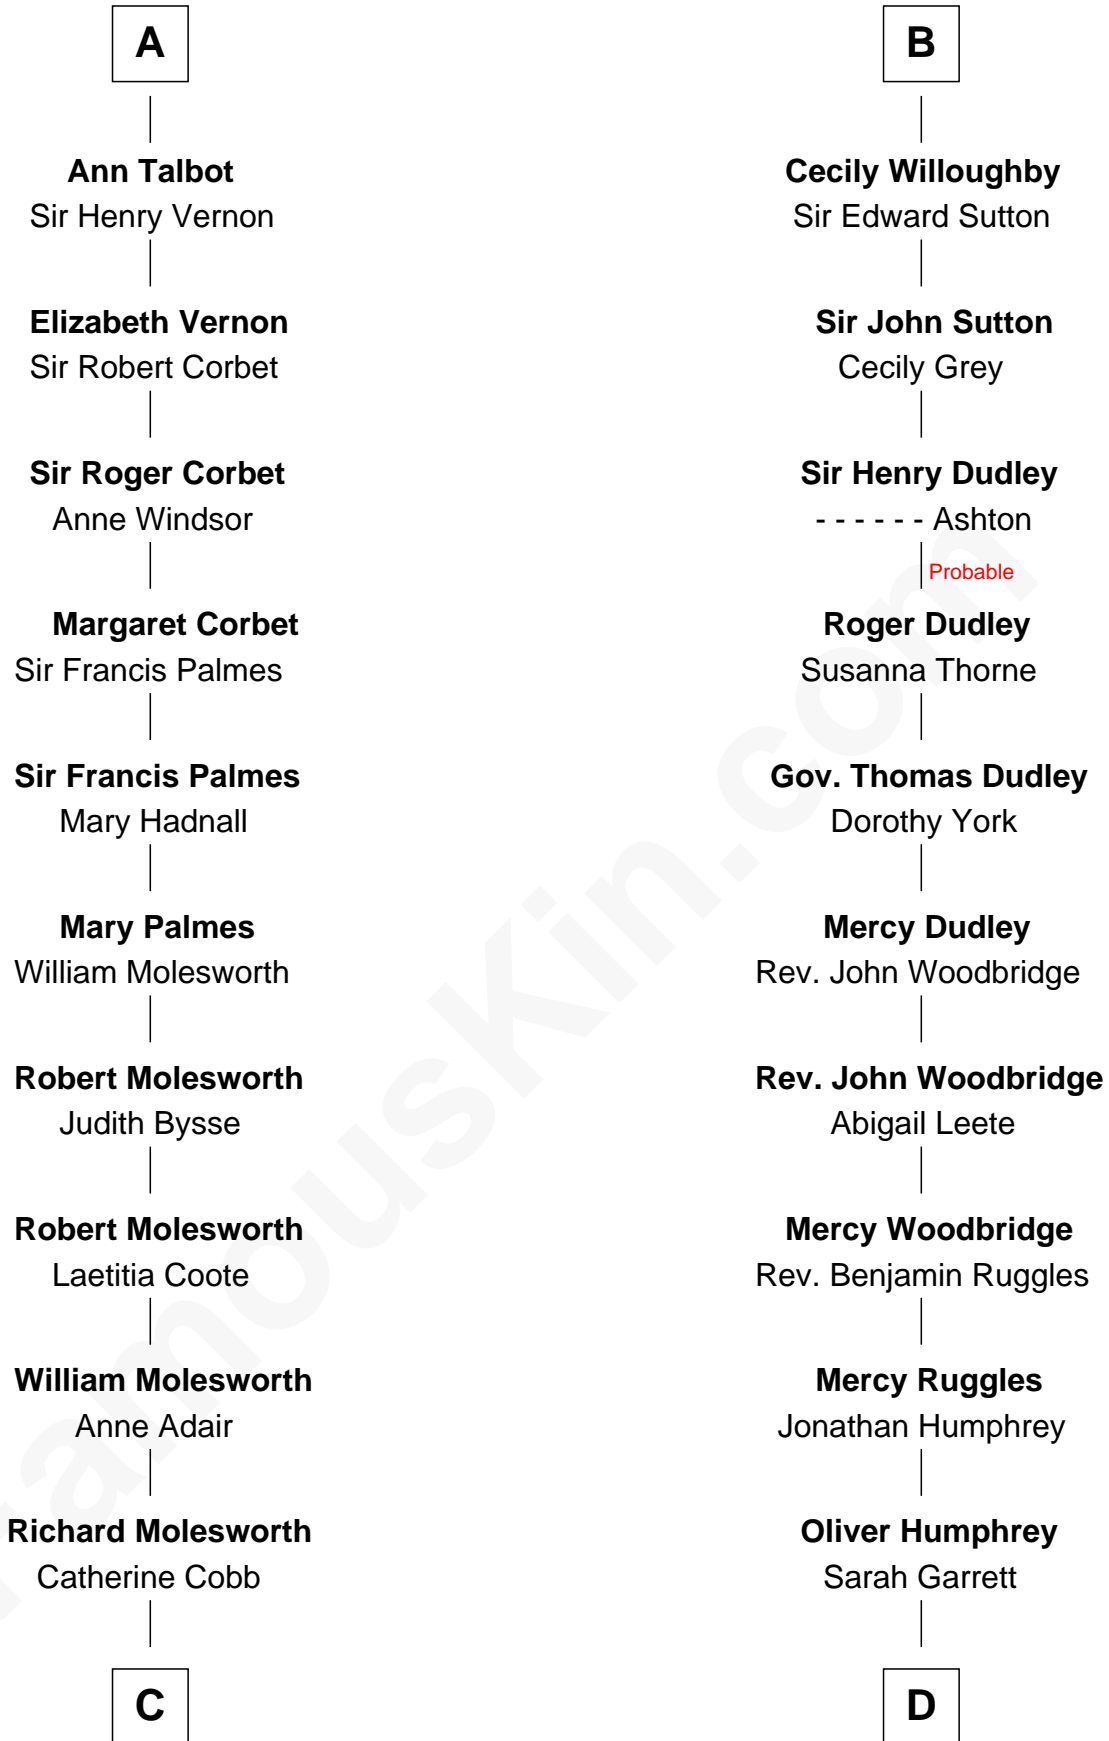 A
Ann Talbot
Sir Henry Vernon
Elizabeth Vernon
Sir Robert Corbet
Sir Roger Corbet
Anne Windsor
Margaret Corbet
Sir Francis Palmes
Sir Francis Palmes
Mary Hadnall
Mary Palmes
William Molesworth
Robert Molesworth
Judith Bysse
Robert Molesworth
Laetitia Coote
William Molesworth
Anne Adair
Richard Molesworth
Catherine Cobb
C
B
Cecily Willoughby
Sir Edward Sutton
Sir John Sutton
Cecily Grey
Sir Henry Dudley
- - - - - - Ashton
Probable
Roger Dudley
Susanna Thorne
Gov. Thomas Dudley
Dorothy York
Mercy Dudley
Rev. John Woodbridge
Rev. John Woodbridge
Abigail Leete
Mercy Woodbridge
Rev. Benjamin Ruggles
Mercy Ruggles
Jonathan Humphrey
Oliver Humphrey
Sarah Garrett
D
FamousKin.com